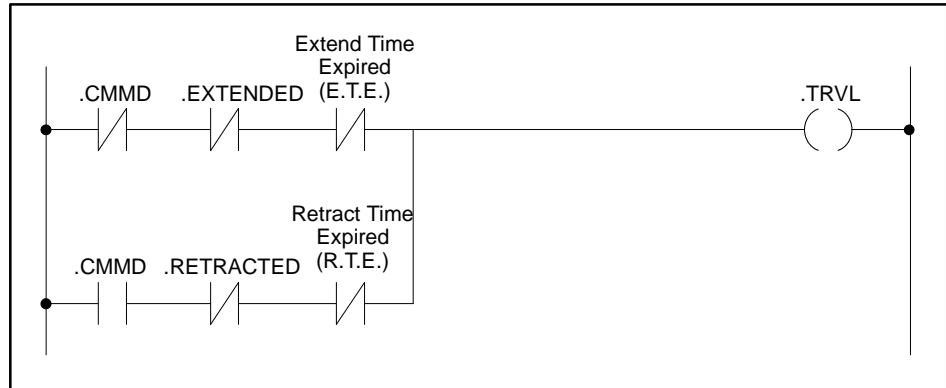 Extend Time
Expired
(E.T.E.)
.CMMD
.EXTENDED
.TRVL
Retract Time
Expired
(R.T.E.)
.CMMD
.RETRACTED